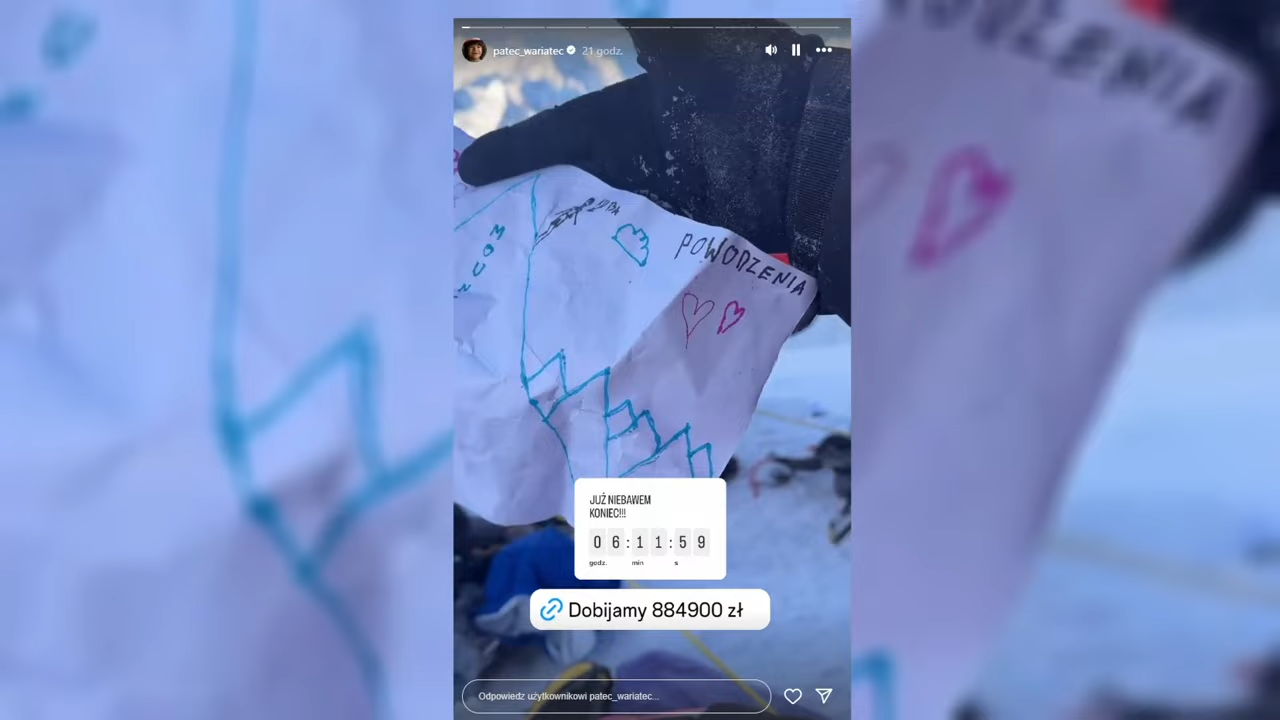 patec_wariatec 21 godz.
POWODZENIA
JUŻ NIEBAWEM
KONIEC!!!
06:11:59
godz. min s
Dobijamy 884900 zł
Odpowiedz użytkownikowi patec_wariatec...